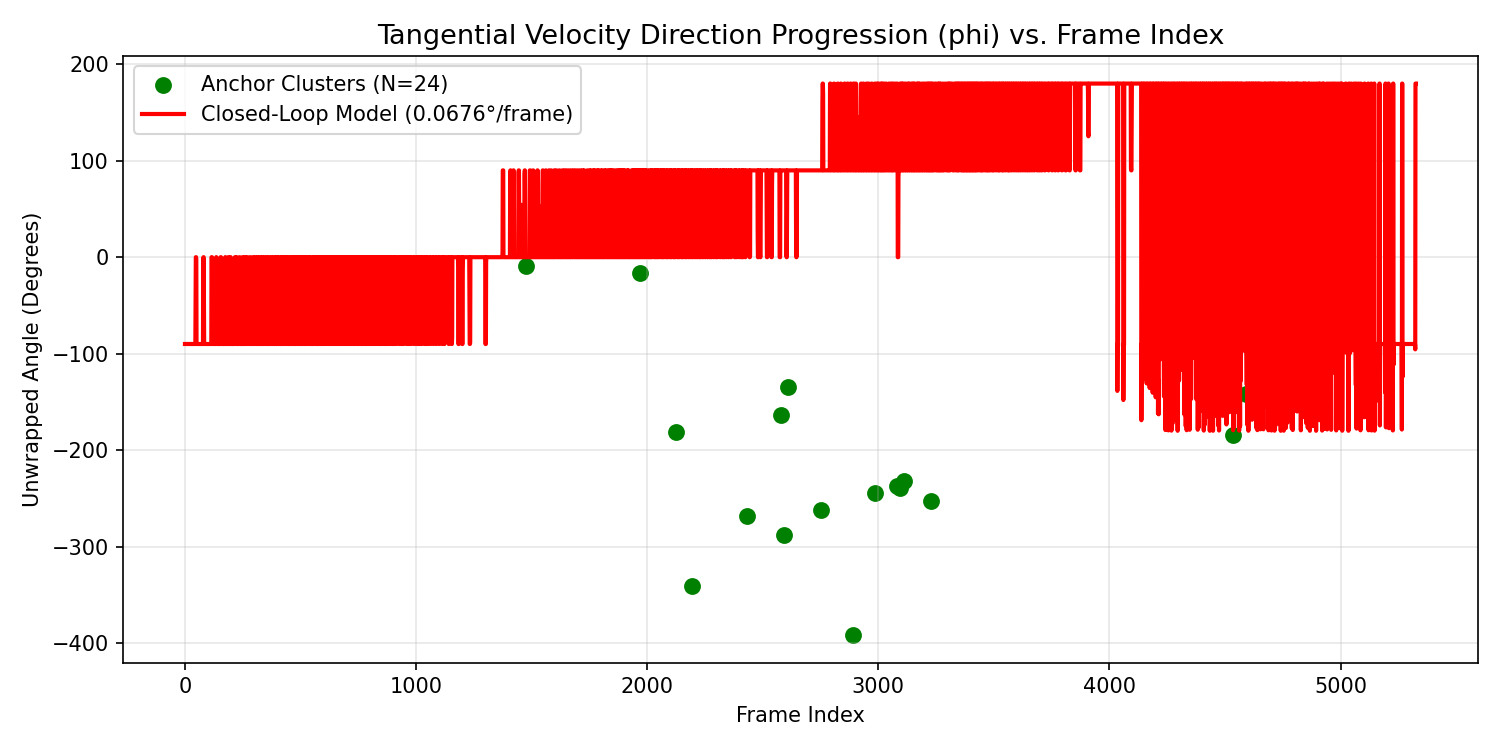 Tangential Velocity Direction Progression (phi) vs. Frame Index
Anchor Clusters (N=24)
Closed-Loop Model (0.0676°/frame)
Unwrapped Angle (Degrees)
200
100
0
−100
−200
−300
−400
0
1000
2000
3000
4000
5000
Frame Index